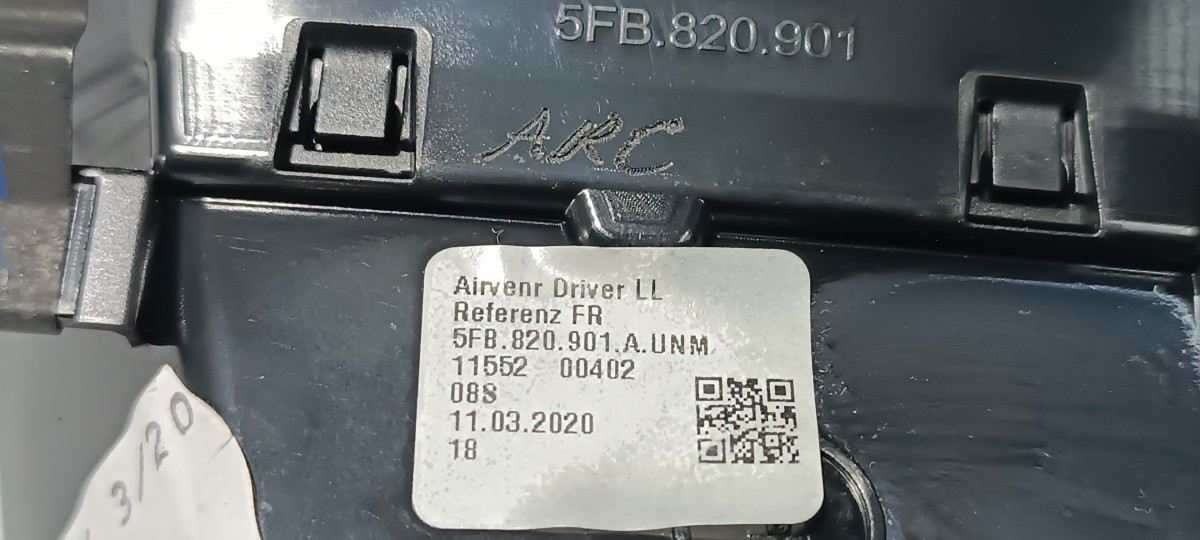 5FB.820.901
ARC
Airvenr Driver LL
Referenz FR
5FB.820.901.A.UNM
11552 00402
08S
11.03.2020
18
3/20